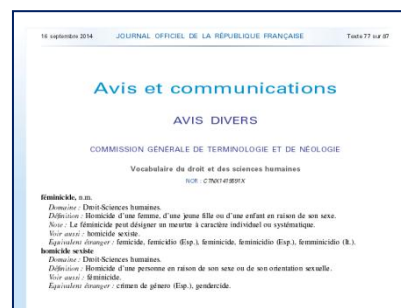 16 septembre 2014 JOURNAL OFFICIEL DE LA RÉPUBLIQUE FRANÇAISE Texte 77 sur 87
Avis et communications
AVIS DIVERS
COMMISSION GÉNÉRALE DE TERMINOLOGIE ET DE NÉOLOGIE
Vocabulaire du droit et des sciences humaines
NOR :
féminicide, n.m.
Domaine : Droit-Sciences humaines.
Définition : Homicide d'une femme, d'une jeune fille ou d'une enfant en raison de son sexe.
Note : Le féminicide peut désigner un meurtre à caractère individuel ou systématique.
Voir aussi : homicide sexiste.
Équivalent étranger : femicide, femicidio (Esp.), feminicide, feminicidio (Esp.), femminicidio (It.).
homicide sexiste
Domaine : Droit-Sciences humaines.
Définition : Homicide d'une personne en raison de son sexe ou de son orientation sexuelle.
Voir aussi : féminicide.
Équivalent étranger : crimen de género (Esp.), gendercide.